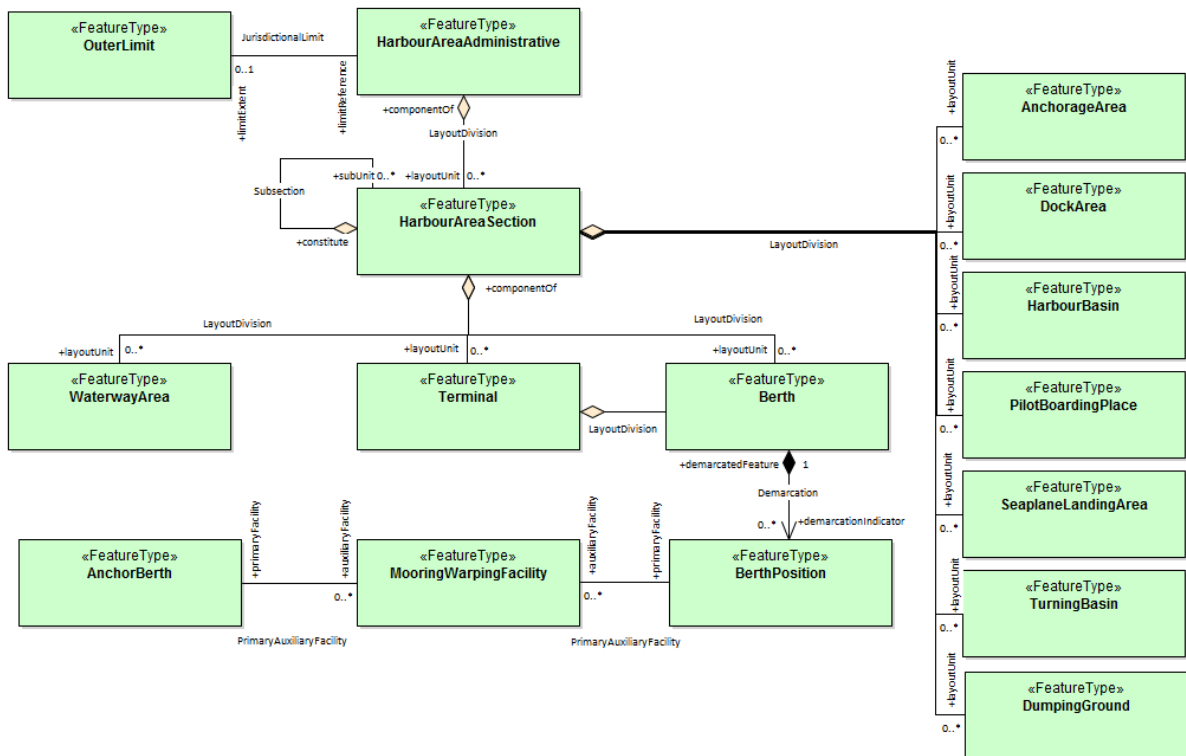 «FeatureType»
OuterLimit
JurisdictionalLimit
0..1
+limitExtent
+limitReference
«FeatureType»
HarbourAreaAdministrative
+componentOf
LayoutDivision
+layoutUnit
0..*
Subsection
+subUnit 0..*
+constitute
«FeatureType»
HarbourAreaSection
LayoutDivision
+componentOf
LayoutDivision
LayoutDivision
+layoutUnit
0..*
+layoutUnit
0..*
+layoutUnit
0..*
«FeatureType»
WaterwayArea
«FeatureType»
Terminal
LayoutDivision
«FeatureType»
Berth
+demarcatedFeature
1
Demarcation
0..*
+demarcationIndicator
«FeatureType»
AnchorBerth
+primaryFacility
+auxiliaryFacility
0..*
PrimaryAuxiliaryFacility
«FeatureType»
MooringWarpingFacility
+auxiliaryFacility
+primaryFacility
0..*
PrimaryAuxiliaryFacility
«FeatureType»
BerthPosition
+layoutUnit
0..*
«FeatureType»
AnchorageArea
+layoutUnit
0..*
«FeatureType»
DockArea
+layoutUnit
0..*
«FeatureType»
HarbourBasin
+layoutUnit
0..*
«FeatureType»
PilotBoardingPlace
+layoutUnit
0..*
«FeatureType»
SeaplaneLandingArea
+layoutUnit
0..*
«FeatureType»
TurningBasin
+layoutUnit
0..*
«FeatureType»
DumpingGround